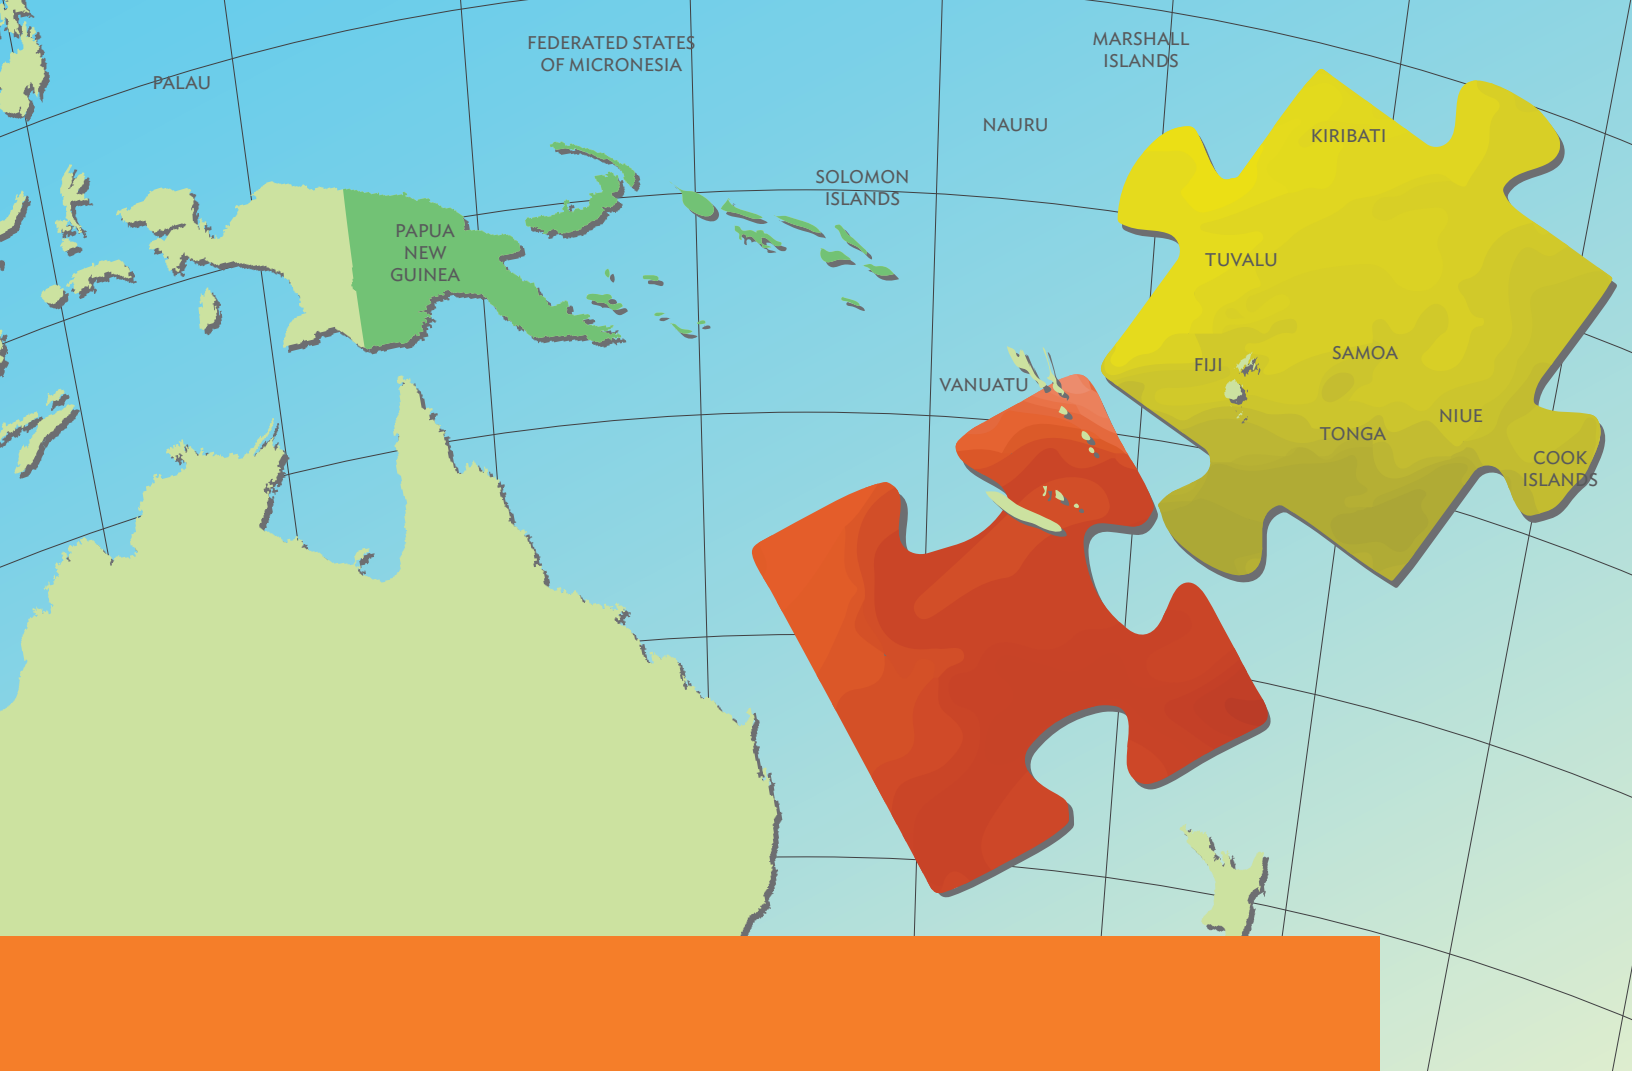 FEDERATED STATES
OF MICRONESIA
MARSHALL
ISLANDS
PALAU
NAURU
KIRIBATI
SOLOMON
ISLANDS
PAPUA
NEW
GUINEA
TUVALU
SAMOA
FIJI
VANUATU
NIUE
TONGA
COOK
ISLANDS